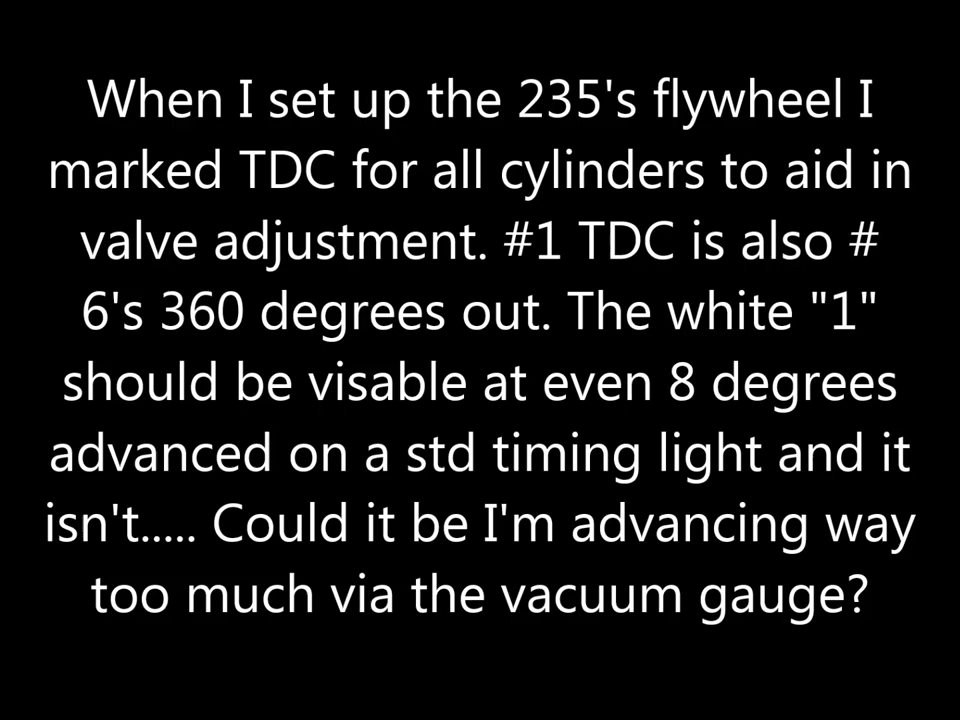 When I set up the 235's flywheel I
marked TDC for all cylinders to aid in
valve adjustment. #1 TDC is also #
6's 360 degrees out. The white "1"
should be visable at even 8 degrees
advanced on a std timing light and it
isn't..... Could it be I'm advancing way
too much via the vacuum gauge?